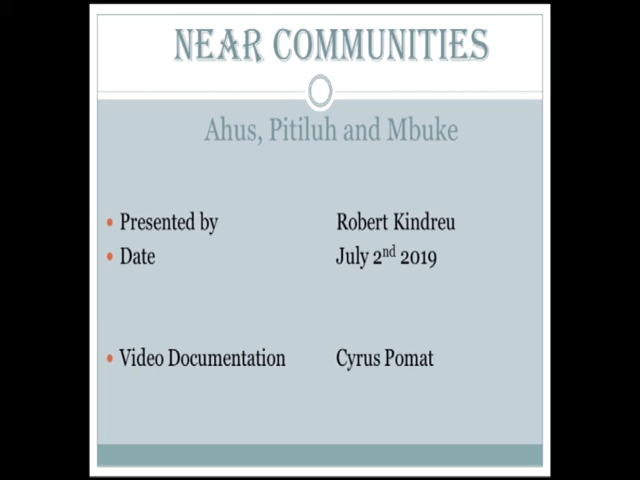 NEAR COMMUNITIES
Ahus, Pitiluh and Mbuke
• Presented by Robert Kindreu
• Date July 2nd 2019
• Video Documentation Cyrus Pomat